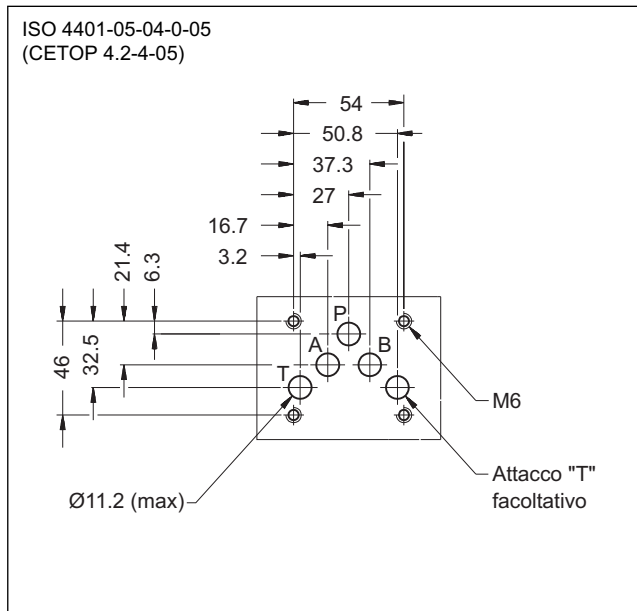 ISO 4401-05-04-0-05
(CETOP 4.2-4-05)
54
50.8
37.3
27
16.7
3.2
21.4
6.3
46
32.5
P
A
B
T
M6
Ø11.2 (max)
Attacco "T"
facoltativo